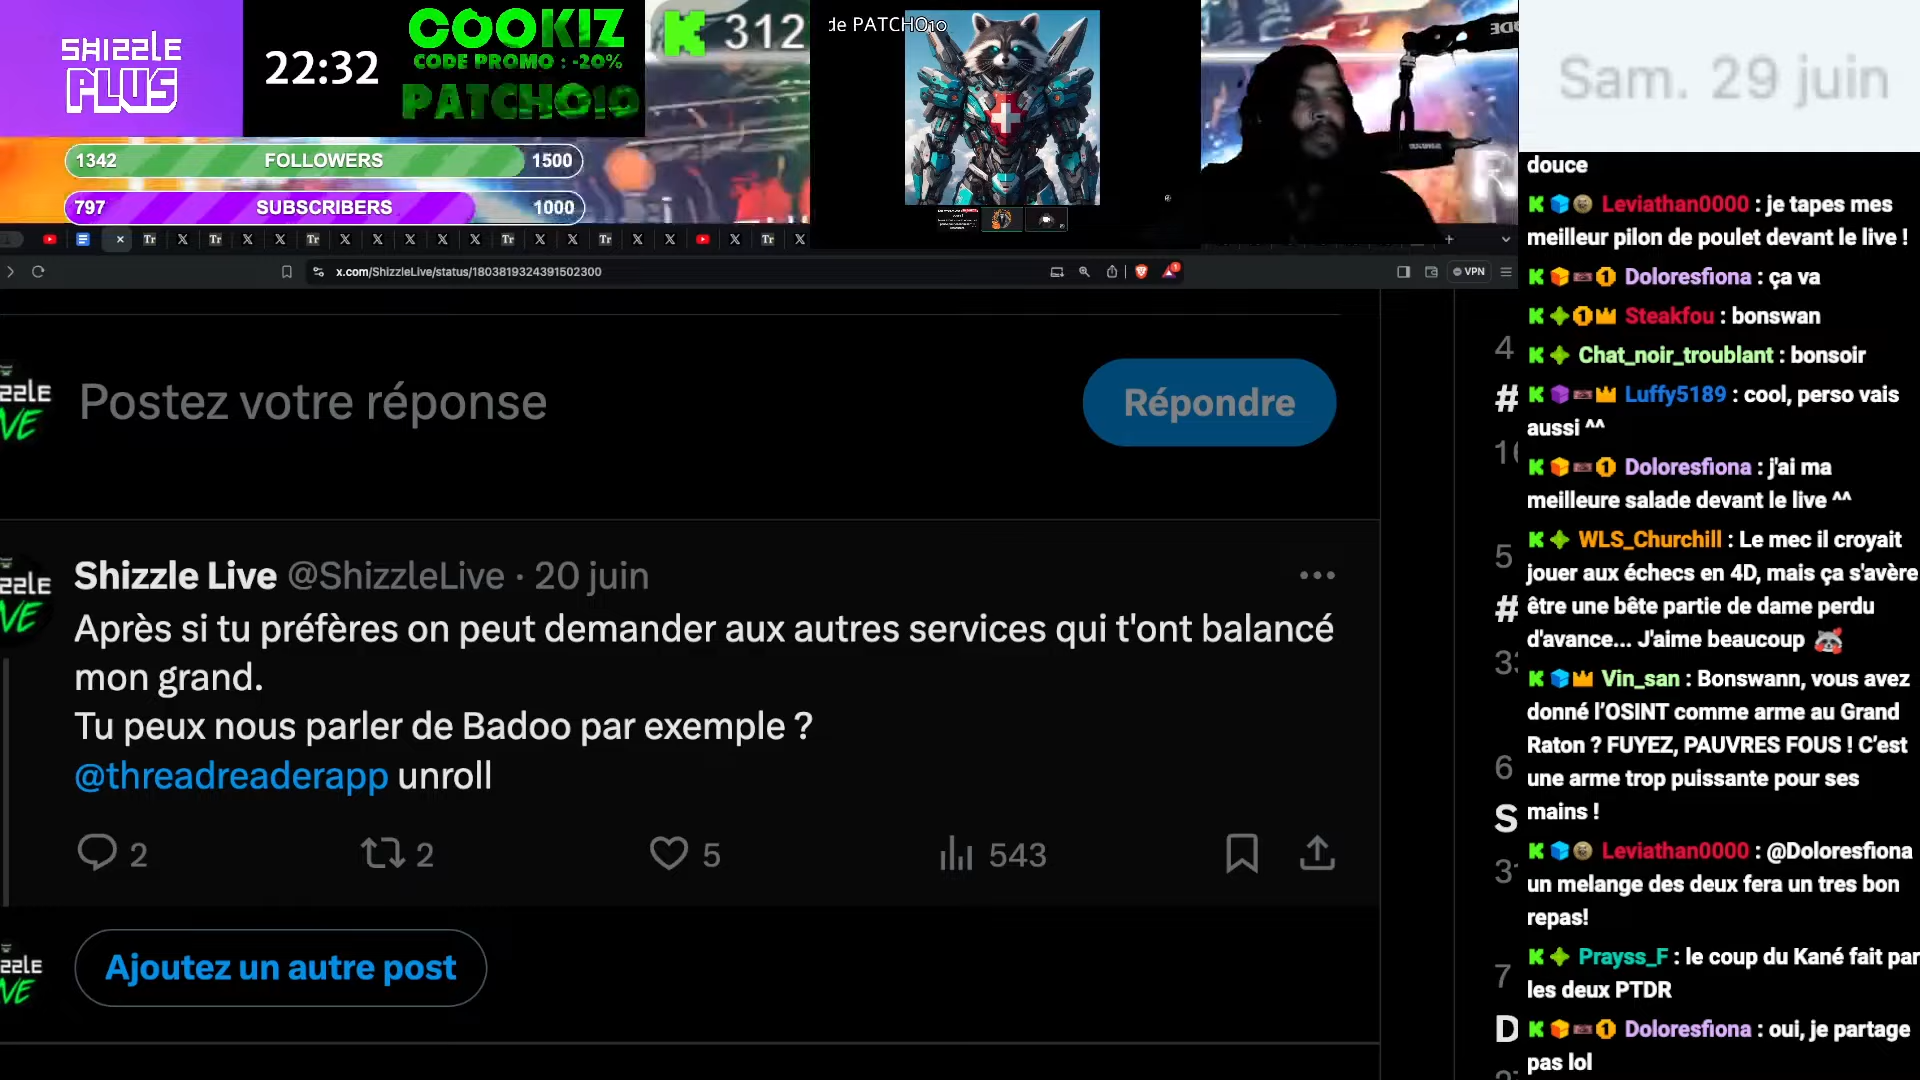 SHIZZLE
PLUS
22:32
COOKIZ
CODE PROMO : -20%
PATCHO10
312
de PATCHO10
Sam. 29 juin
1342 FOLLOWERS 1500
797 SUBSCRIBERS 1000
x.com/ShizzleLive/status/1803819324391502300
VPN
Postez votre réponse
Répondre
Shizzle Live @ShizzleLive · 20 juin
Après si tu préfères on peut demander aux autres services qui t'ont balancé
mon grand.
Tu peux nous parler de Badoo par exemple ?
@threadreaderapp unroll
2 2 5 543
Ajoutez un autre post
douce
Leviathan0000 : je tapes mes
meilleur pilon de poulet devant le live !
Doloresfiona : ça va
Steakfou : bonswan
Chat_noir_troublant : bonsoir
Luffy5189 : cool, perso vais
aussi ^^
Doloresfiona : j'ai ma
meilleure salade devant le live ^^
WLS_Churchill : Le mec il croyait
jouer aux échecs en 4D, mais ça s'avère
être une bête partie de dame perdu
d'avance... J'aime beaucoup
Vin_san : Bonswann, vous avez
donné l’OSINT comme arme au Grand
Raton ? FUYEZ, PAUVRES FOUS ! C’est
une arme trop puissante pour ses
mains !
Leviathan0000 : @Doloresfiona
un melange des deux fera un tres bon
repas!
Prayss_F : le coup du Kané fait par
les deux PTDR
Doloresfiona : oui, je partage
pas lol